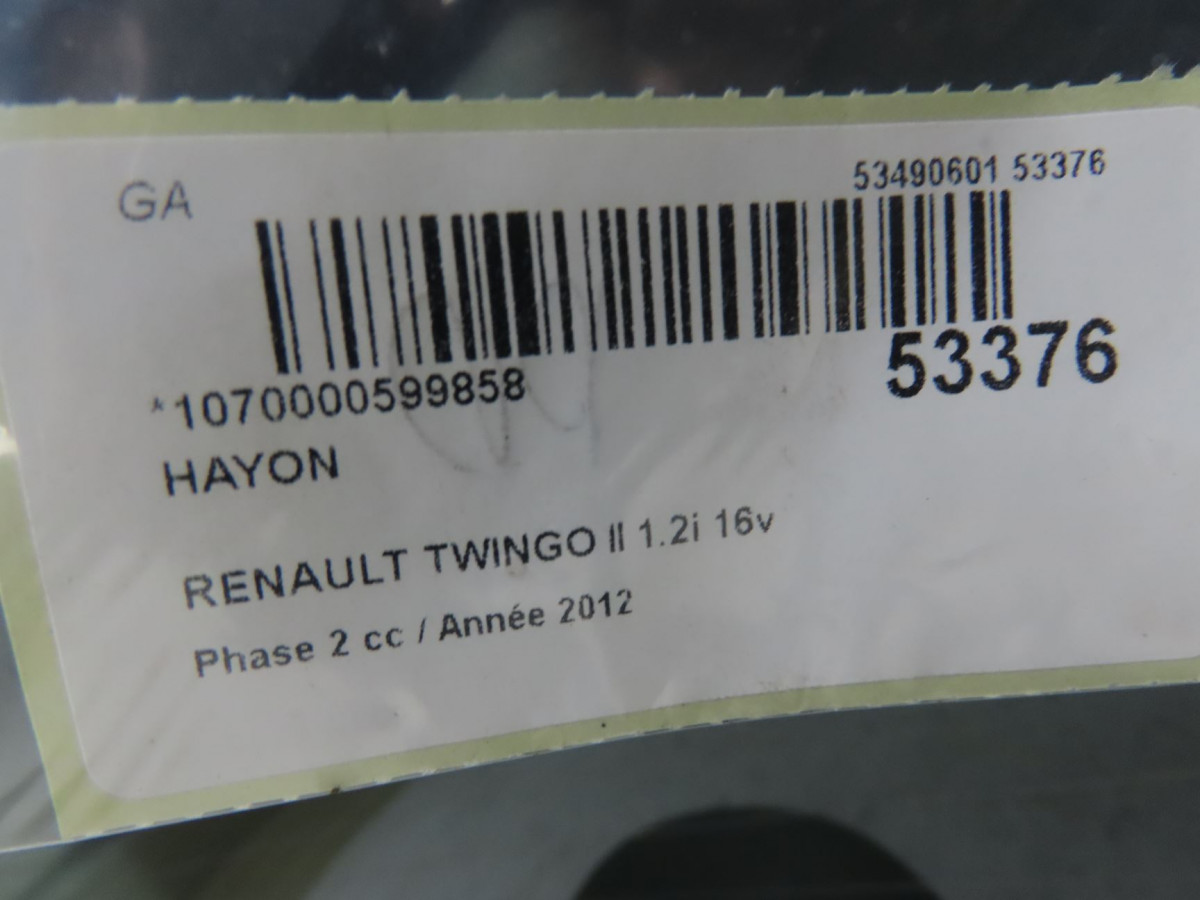 GA
53490601 53376
53376
*1070000599858
HAYON
RENAULT TWINGO II 1.2i 16v
Phase 2 cc / Année 2012